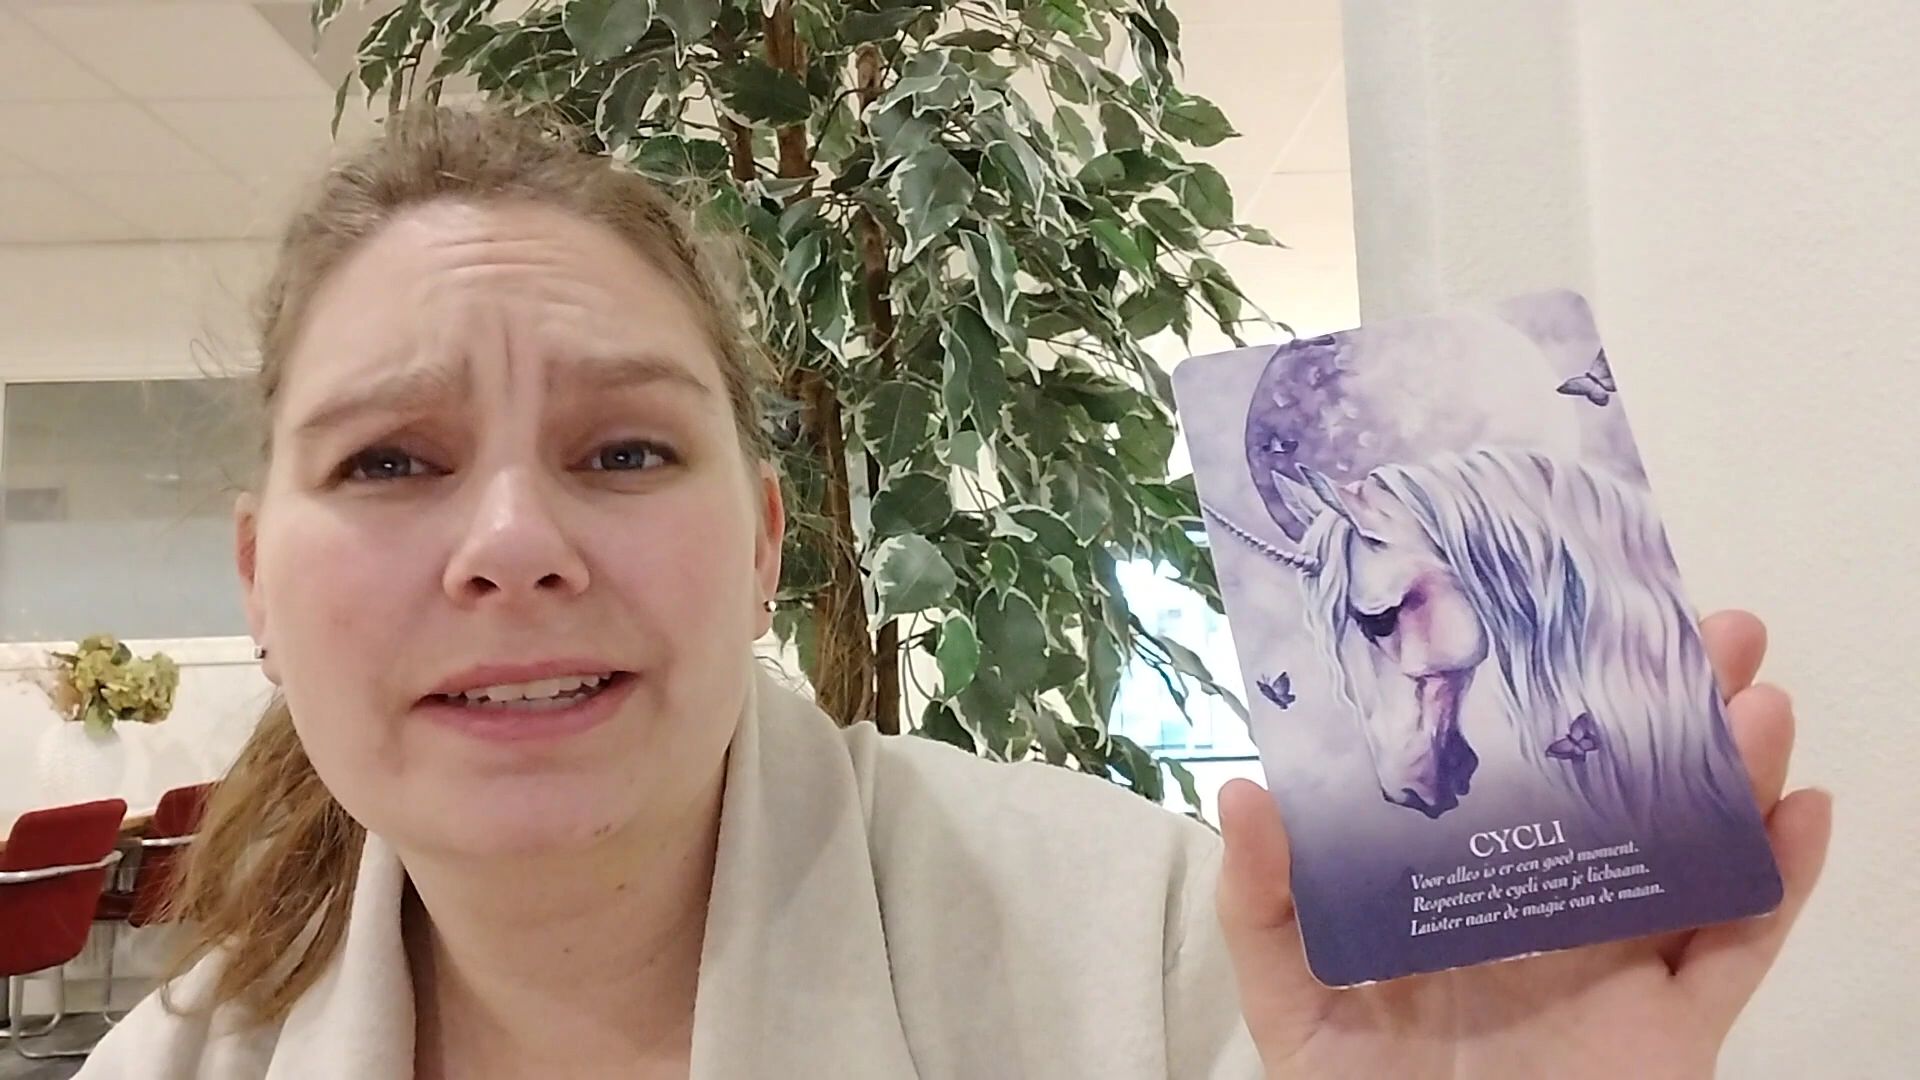 CYCLI
Voor alles is er een goed moment.
Respecteer de cycli van je lichaam.
Luister naar de magie van de maan.